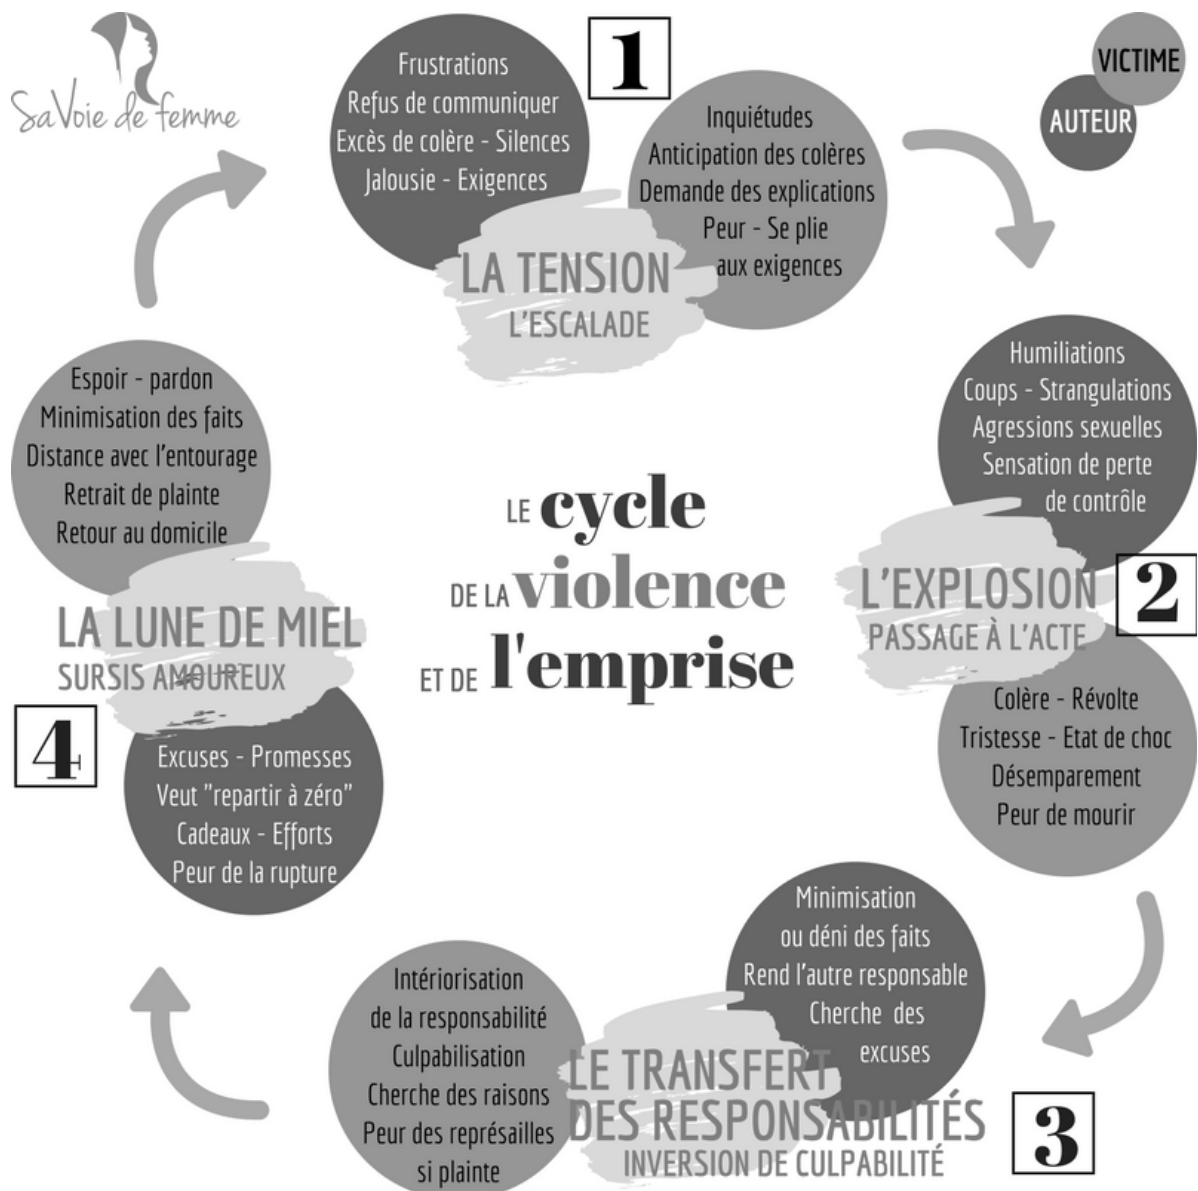 SaVoie de femme
VICTIME
AUTEUR
1
Frustrations
Refus de communiquer
Excès de colère - Silences
Jalousie - Exigences
Inquiétudes
Anticipation des colères
Demande des explications
Peur - Se plie
aux exigences
LA TENSION
L'ESCALADE
Humiliations
Coups - Strangulations
Agressions sexuelles
Sensation de perte
de contrôle
L'EXPLOSION
PASSAGE À L'ACTE
2
Colère - Révolte
Tristesse - Etat de choc
Désemparement
Peur de mourir
Minimisation
ou déni des faits
Rend l'autre responsable
Cherche des
excuses
Intériorisation
de la responsabilité
Culpabilisation
Cherche des raisons
Peur des représailles
si plainte
LE TRANSFERT
DES RESPONSABILITÉS
INVERSION DE CULPABILITÉ
3
Espoir - pardon
Minimisation des faits
Distance avec l'entourage
Retrait de plainte
Retour au domicile
LA LUNE DE MIEL
SURSIS AMOUREUX
4
Excuses - Promesses
Veut "repartir à zéro"
Cadeaux - Efforts
Peur de la rupture
LE cycle
DE LA violence
ET DE l'emprise